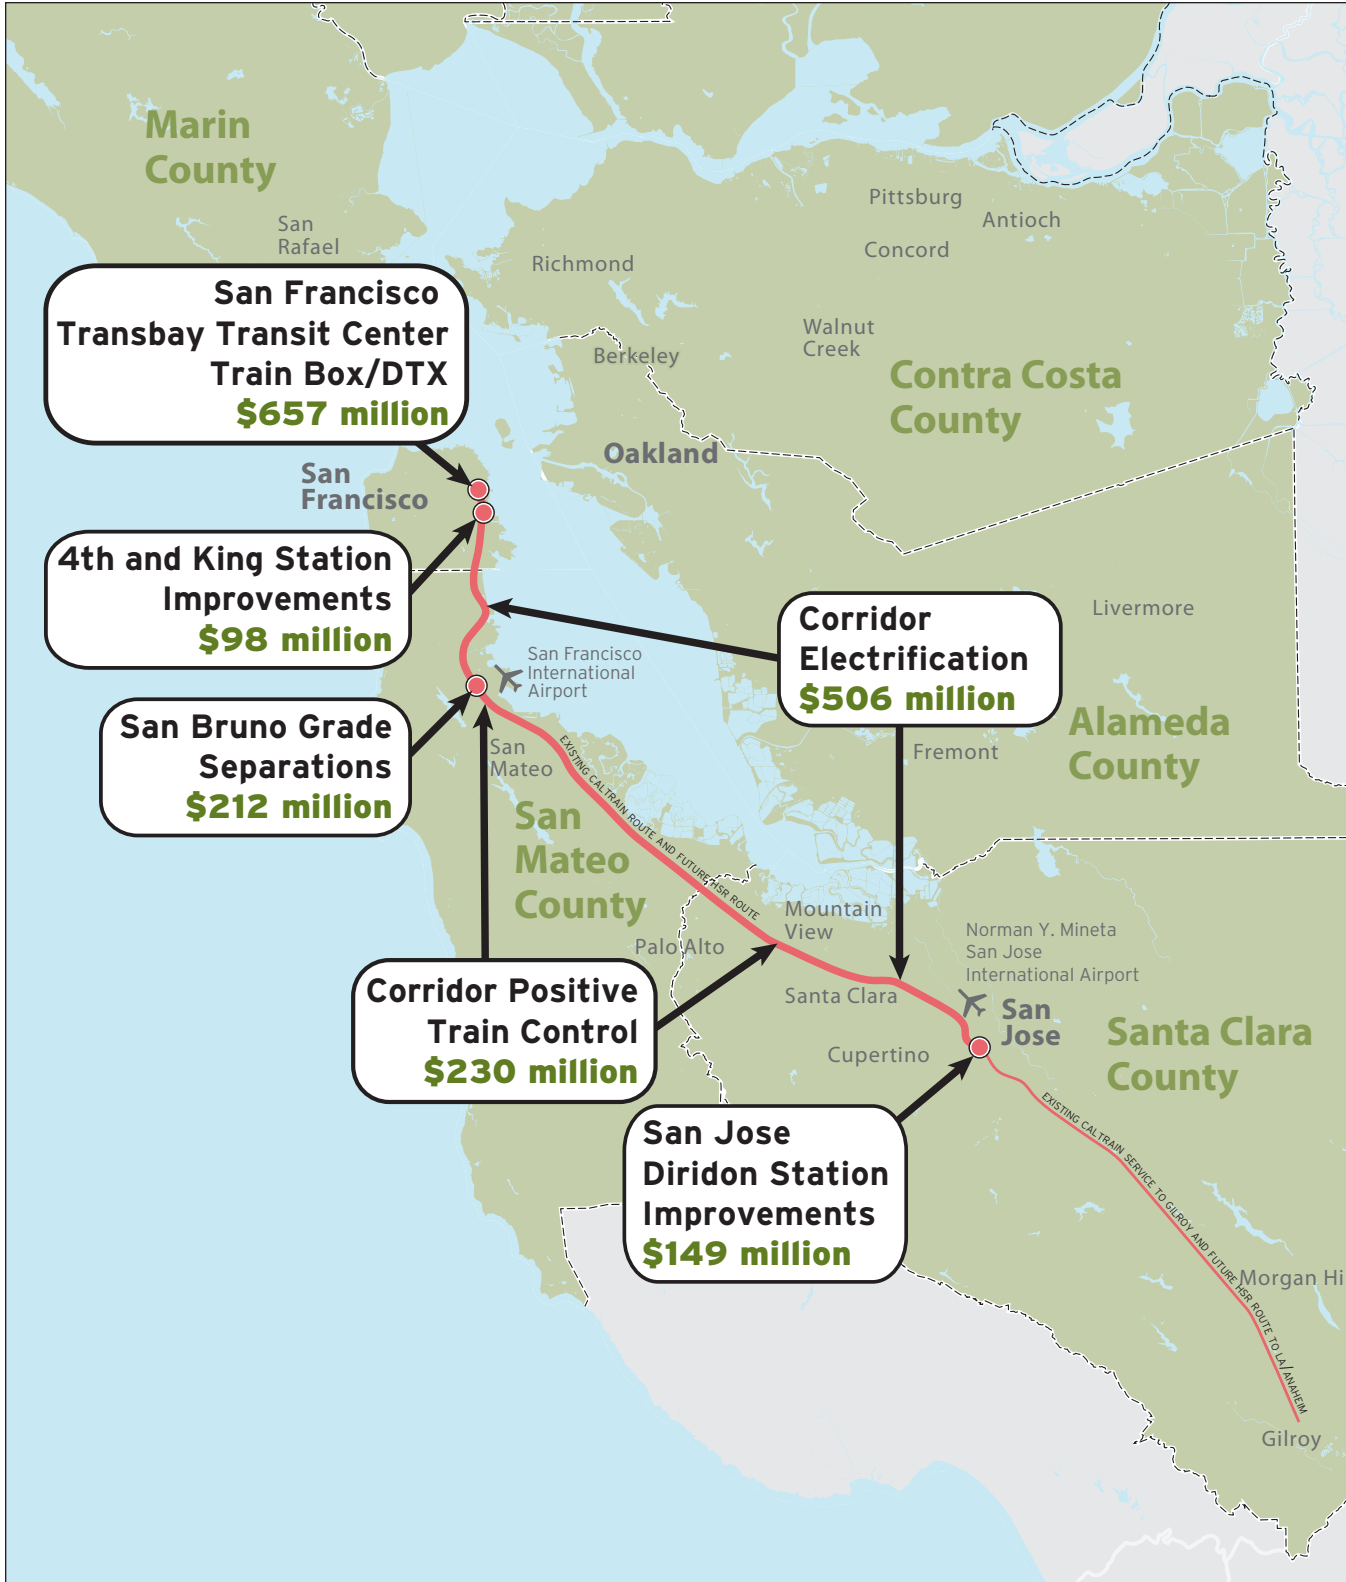 Marin
County
San
Rafael
Pittsburg
Antioch
Concord
Richmond
Walnut
Creek
Berkeley
Contra Costa
County
San Francisco
Transbay Transit Center
Train Box/DTX
$657 million
Oakland
San
Francisco
4th and King Station
Improvements
$98 million
Corridor
Electrification
$506 million
Livermore
San Francisco
International
Airport
San Bruno Grade
Separations
$212 million
Alameda
County
Fremont
San
Mateo
EXISTING CALTRAIN ROUTE AND FUTURE HSR ROUTE
San
Mateo
County
Mountain
View
Palo Alto
Norman Y. Mineta
San Jose
International Airport
Corridor Positive
Train Control
$230 million
Santa Clara
San
Jose
Santa Clara
County
Cupertino
San Jose
Diridon Station
Improvements
$149 million
EXISTING CALTRAIN SERVICE TO GILROY AND FUTURE HSR ROUTE TO LA/ANAHEIM
Morgan Hi
Gilroy